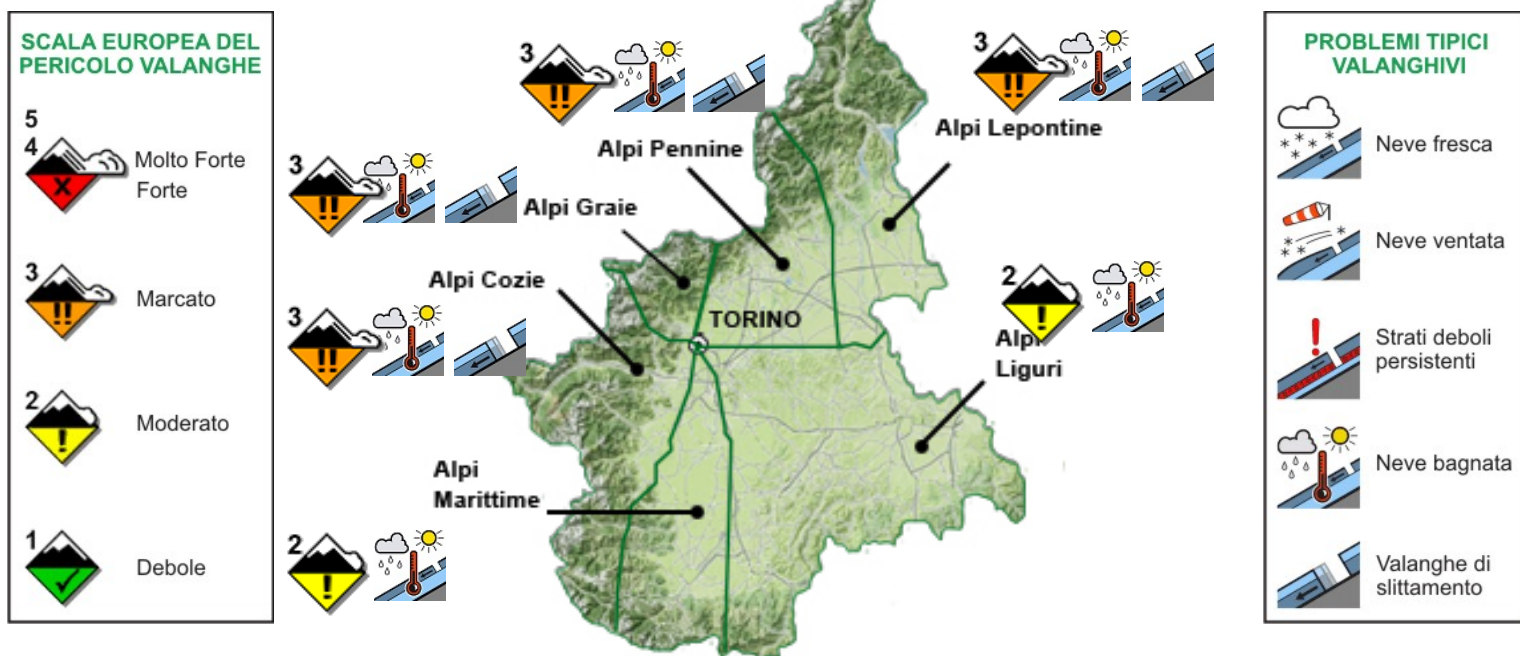 SCALA EUROPEA DEL
PERICOLO VALANGHE
5
4
Molto Forte
Forte
3
Marcato
2
Moderato
1
Debole
3
3
Alpi Lepontine
Alpi Pennine
3
Alpi Graie
Alpi Cozie
2
3
TORINO
Alpi
Liguri
Alpi
Marittime
2
PROBLEMI TIPICI
VALANGHIVI
Neve fresca
Neve ventata
Strati deboli
persistenti
Neve bagnata
Valanghe di
slittamento